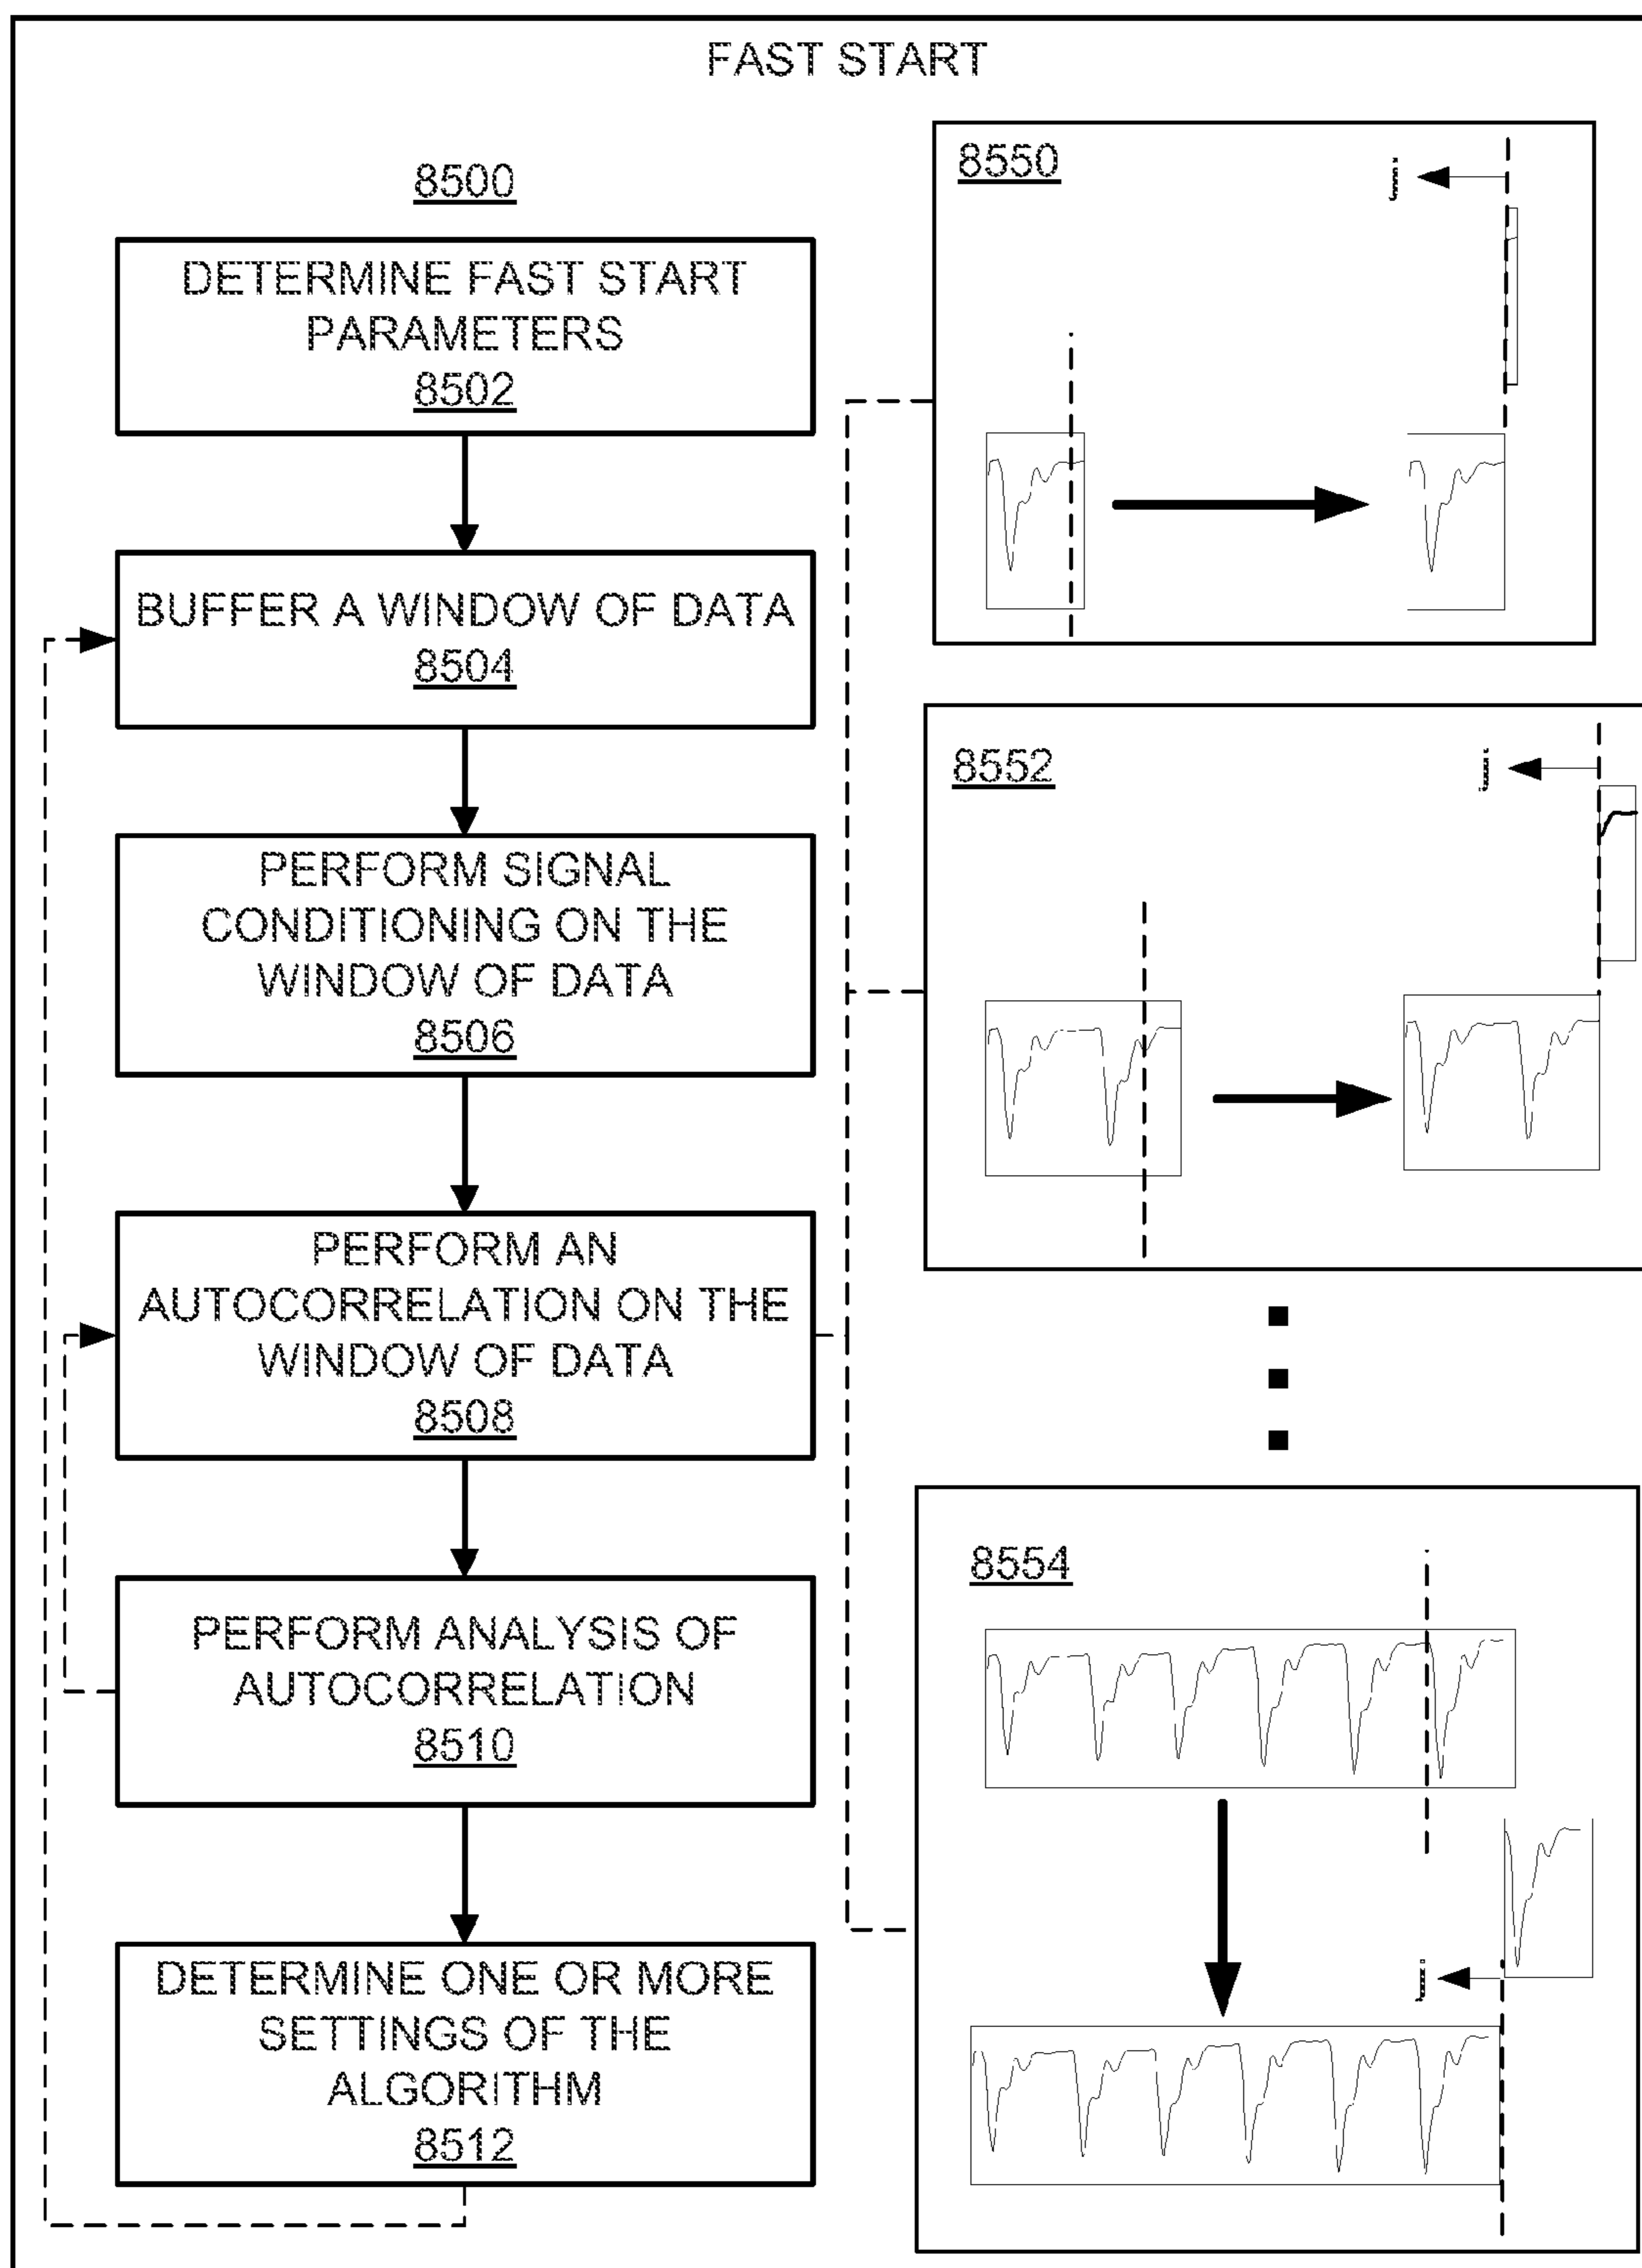 FAST START
8500
DETERMINE FAST START
PARAMETERS
8502
BUFFER A WINDOW OF DATA
8504
PERFORM SIGNAL
CONDITIONING ON THE
WINDOW OF DATA
8506
PERFORM AN
AUTOCORRELATION ON THE
WINDOW OF DATA
8508
PERFORM ANALYSIS OF
AUTOCORRELATION
8510
DETERMINE ONE OR MORE
SETTINGS OF THE
ALGORITHM
8512
8550
j
8552
j
8554
j